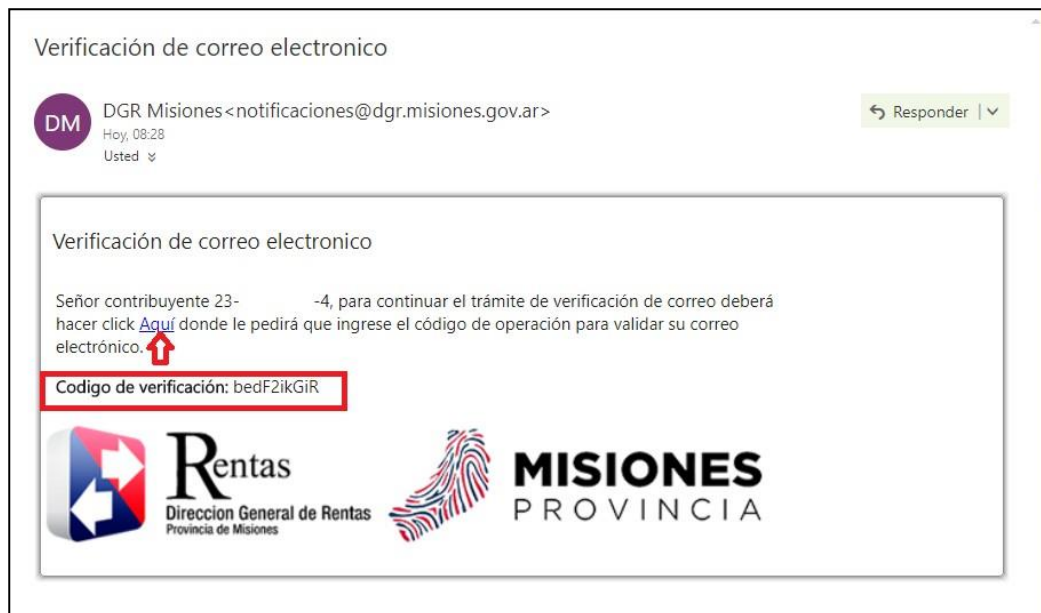 Verificación de correo electronico
DM
DGR Misiones<notificaciones@dgr.misiones.gov.ar>
Responder
Hoy, 08:28
Usted
Verificación de correo electronico
Señor contribuyente 23- -4, para continuar el trámite de verificación de correo deberá
hacer click Aquí donde le pedirá que ingrese el código de operación para validar su correo
electrónico.
Codigo de verificación: bedF2ikGiR
Rentas
Direccion General de Rentas
Provincia de Misiones
MISIONES
PROVINCIA